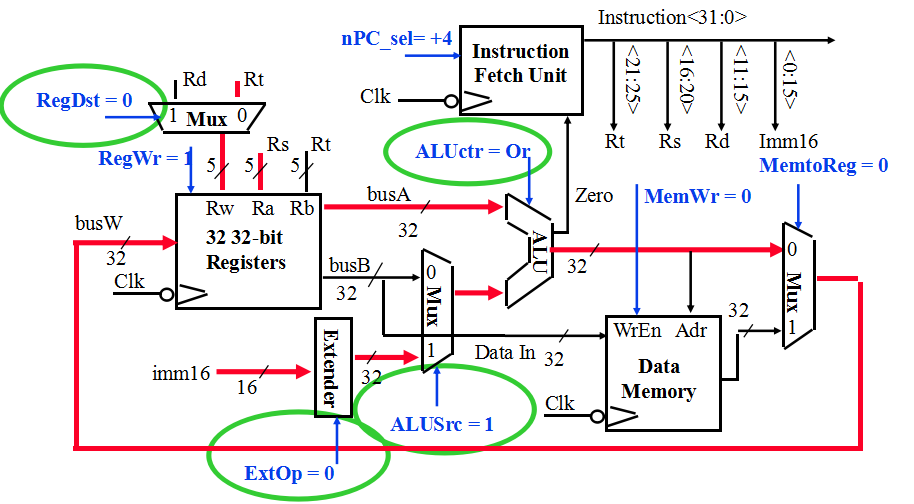 Instruction<31:0>
nPC_sel= +4
Instruction
Fetch Unit
Clk
<21:25>
<16:20>
<11:15>
<0:15>
Rt
Rs
Rd
Imm16
Rd
Rt
RegDst = 0
1
Mux
0
RegWr = 1
5
5
Rs
5
Rt
ALUctr = Or
MemtoReg = 0
MemWr = 0
Zero
busA
32
busW
32
Rw
Ra
Rb
32 32-bit
Registers
Clk
busB
32
0
Mux
1
ALU
32
0
Mux
1
32
WrEn
Adr
Data In
32
Data
Memory
Clk
imm16
16
Extender
32
ALUSrc = 1
ExtOp = 0